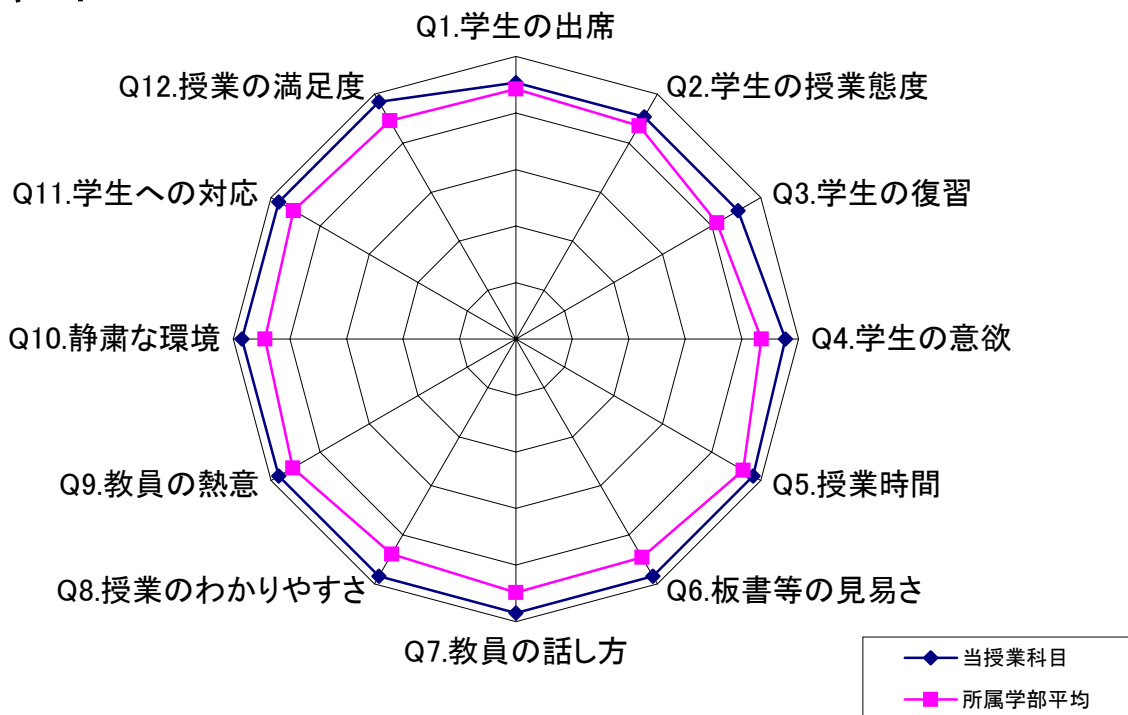 Q1.学生の出席
Q2.学生の授業態度
Q3.学生の復習
Q4.学生の意欲
Q5.授業時間
Q6.板書等の見易さ
Q7.教員の話し方
Q8.授業のわかりやすさ
Q9.教員の熱意
Q10.静粛な環境
Q11.学生への対応
Q12.授業の満足度
当授業科目
所属学部平均